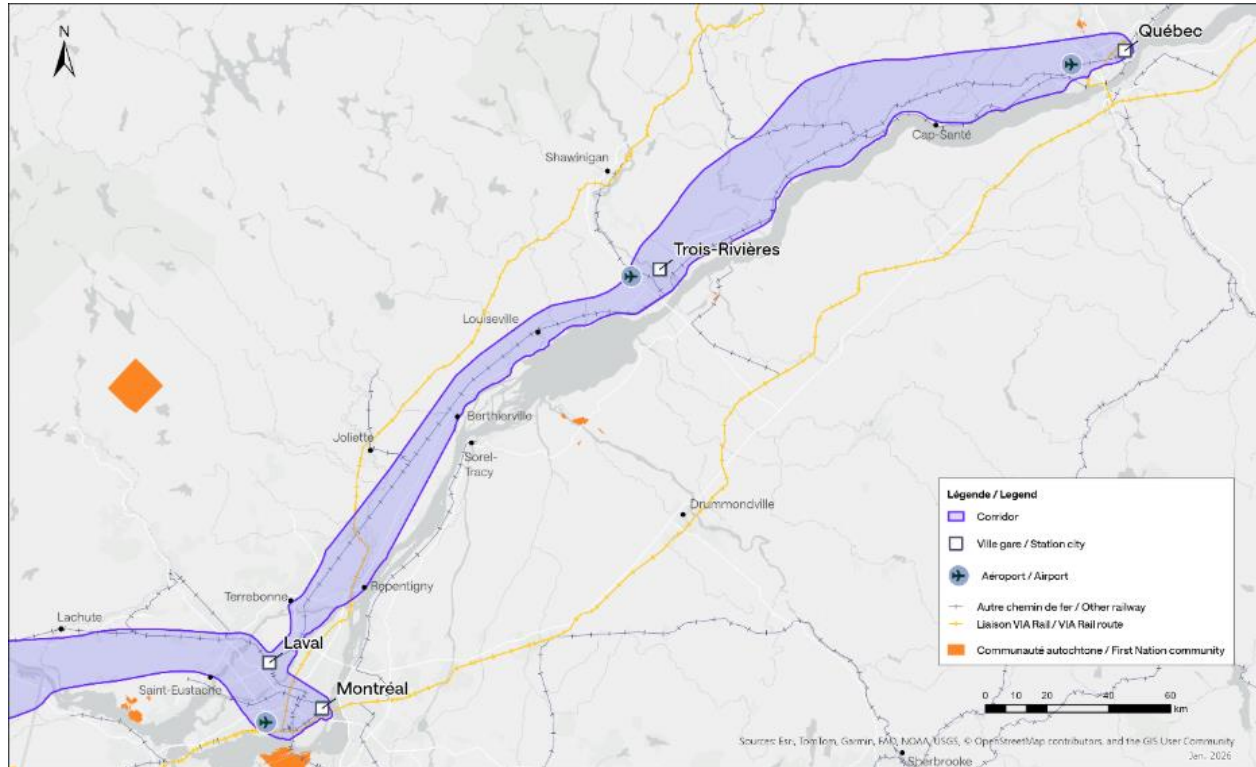 N
Québec
Cap-Santé
Shawinigan
Trois-Rivières
Louiseville
Berthierville
Joliette
Sorel-
Tracy
Drummondville
Repentigny
Terrebonne
Lachute
Laval
Saint-Eustache
Montréal
Sherbrooke
Légende / Legend
Corridor
Ville gare / Station city
Aéroport / Airport
Autre chemin de fer / Other railway
Liaison VIA Rail / VIA Rail route
Communauté autochtone / First Nation community
0 10 20 40 60
km
Sources: Esri, TomTom, Garmin, FAO, NOAA, USGS, © OpenStreetMap contributors, and the GIS User Community
Jan. 2026